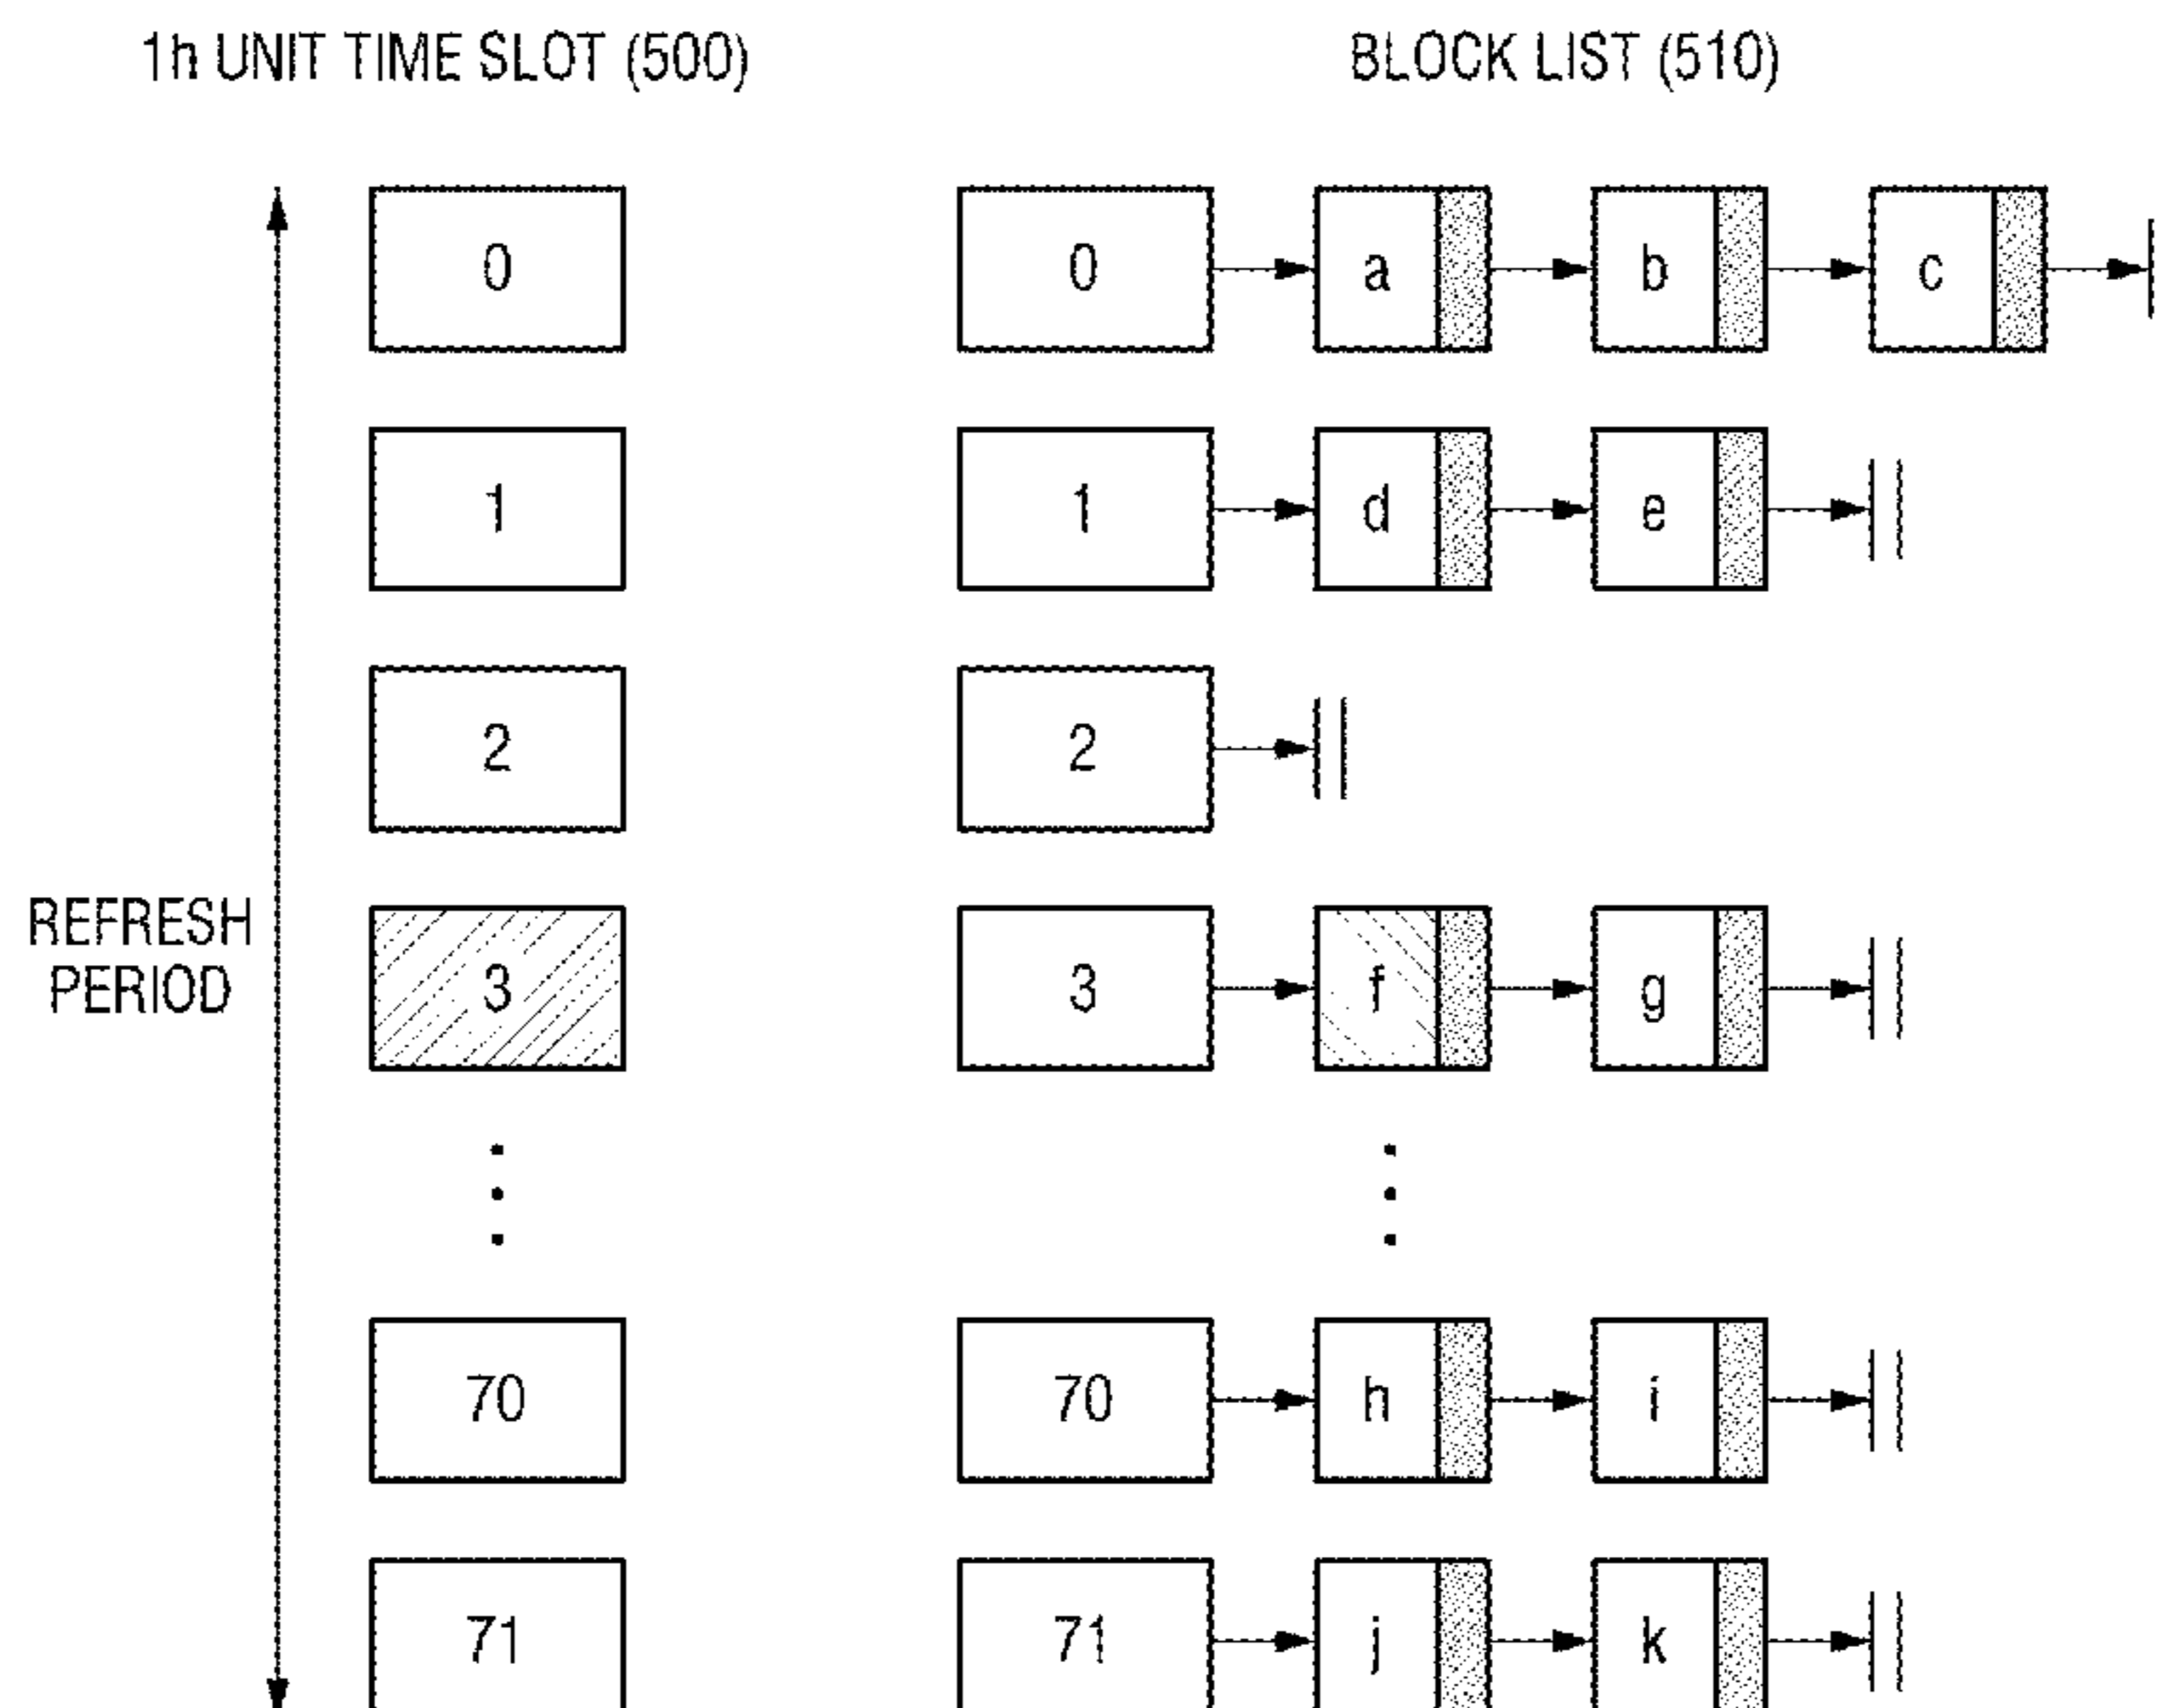 1h UNIT TIME SLOT (500) BLOCK LIST (510)
0 0 a b c
1 1 d e
2 2
REFRESH
PERIOD
3 3 f g
70 70 h i
71 71 j k